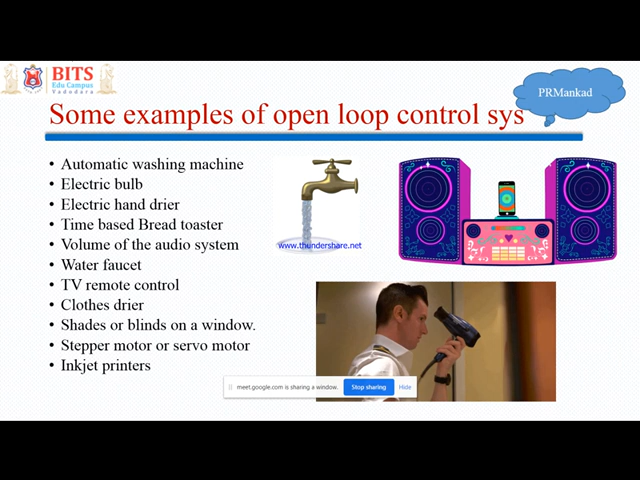 BITS
Edu Campus
Vadodara
PRMankad
Some examples of open loop control sys
• Automatic washing machine
• Electric bulb
• Electric hand drier
• Time based Bread toaster
• Volume of the audio system
• Water faucet
• TV remote control
• Clothes drier
• Shades or blinds on a window.
• Stepper motor or servo motor
• Inkjet printers
www.thundershare.net
meet.google.com is sharing a window. Stop sharing Hide